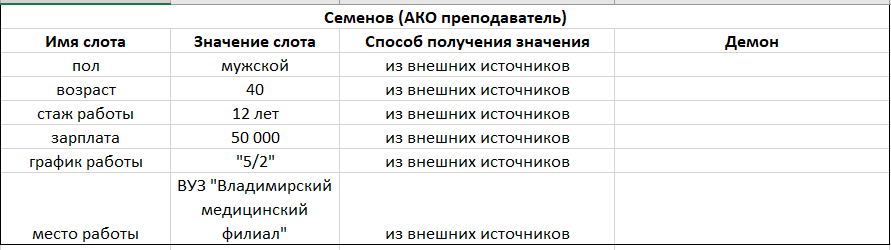 Семенов (АКО преподаватель)
Имя слота Значение слота Способ получения значения Демон
пол мужской из внешних источников
возраст 40 из внешних источников
стаж работы 12 лет из внешних источников
зарплата 50 000 из внешних источников
график работы "5/2" из внешних источников
ВУЗ "Владимирский
медицинский
место работы филиал" из внешних источников